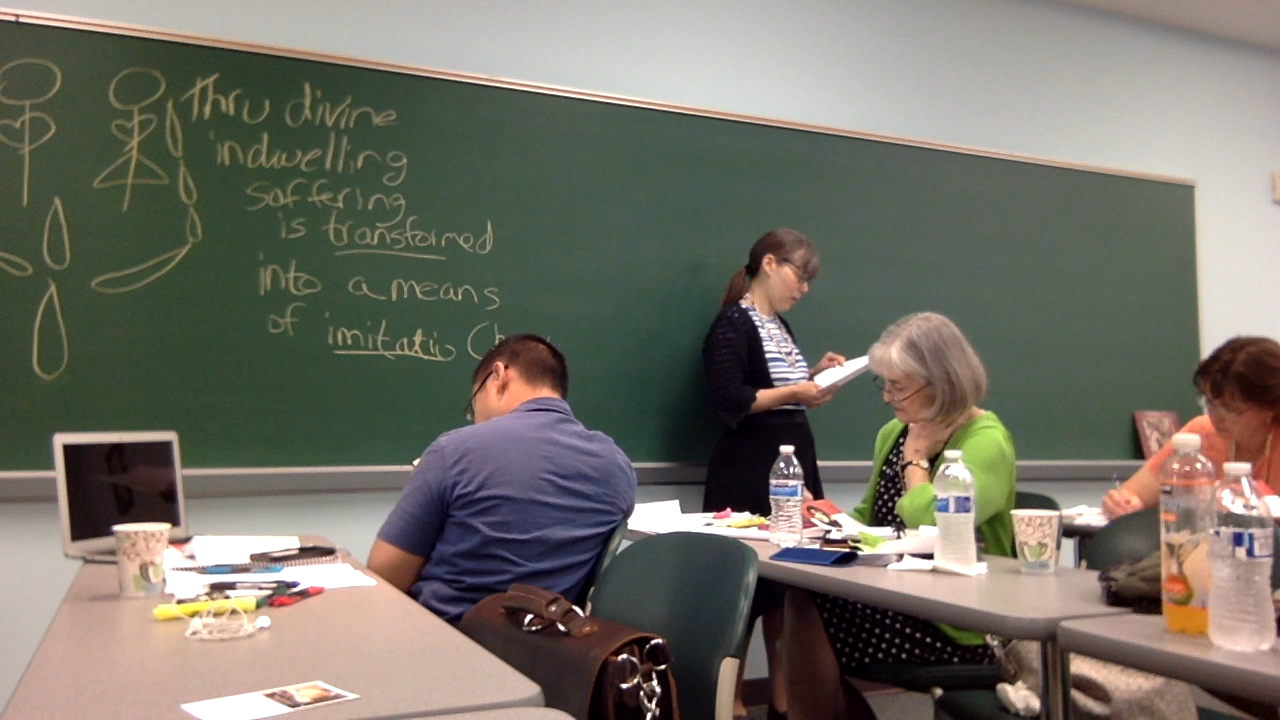 thru divine
indwelling
suffering
is transformed
into a means
of imitatio